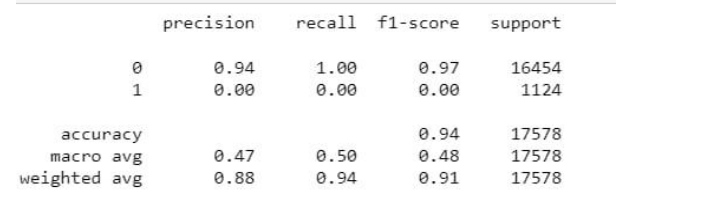 precision recall f1-score support
0 0.94 1.00 0.97 16454
1 0.00 0.00 0.00 1124
accuracy 0.94 17578
macro avg 0.47 0.50 0.48 17578
weighted avg 0.88 0.94 0.91 17578